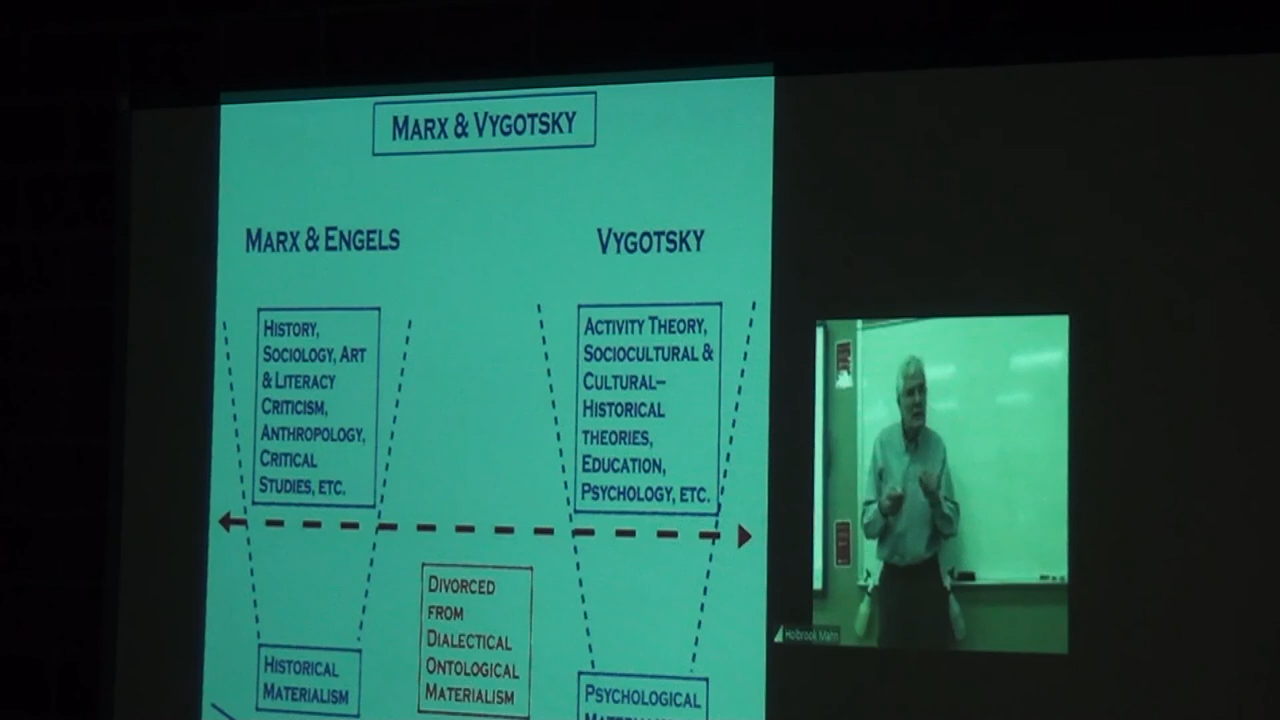 MARX & VYGOTSKY
MARX & ENGELS
VYGOTSKY
HISTORY,
SOCIOLOGY, ART
& LITERACY
CRITICISM,
ANTHROPOLOGY,
CRITICAL
STUDIES, ETC.
ACTIVITY THEORY,
SOCIOCULTURAL &
CULTURAL–
HISTORICAL
THEORIES,
EDUCATION,
PSYCHOLOGY, ETC.
DIVORCED
FROM
DIALECTICAL
ONTOLOGICAL
MATERIALISM
HISTORICAL
MATERIALISM
PSYCHOLOGICAL
Holbrook Mahn